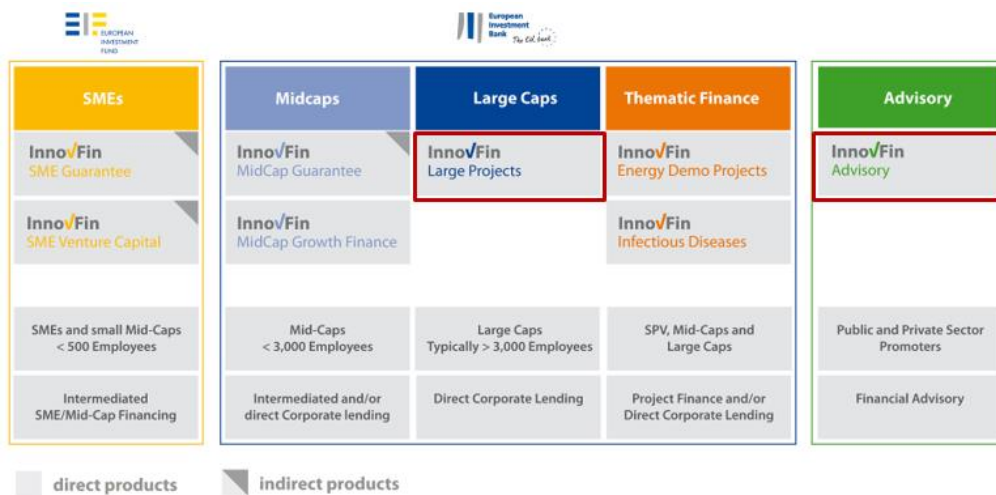 EUROPEAN
INVESTMENT
FUND
European
Investment
Bank The EU bank
SMEs
Midcaps
Large Caps
Thematic Finance
Advisory
InnovFin
SME Guarantee
InnovFin
MidCap Guarantee
InnovFin
Large Projects
InnovFin
Energy Demo Projects
InnovFin
Advisory
InnovFin
SME Venture Capital
InnovFin
MidCap Growth Finance
InnovFin
Infectious Diseases
SMEs and small Mid-Caps
< 500 Employees
Mid-Caps
< 3,000 Employees
Large Caps
Typically > 3,000 Employees
SPV, Mid-Caps and
Large Caps
Public and Private Sector
Promoters
Intermediated
SME/Mid-Cap Financing
Intermediated and/or
direct Corporate lending
Direct Corporate Lending
Project Finance and/or
Direct Corporate Lending
Financial Advisory
direct products
indirect products